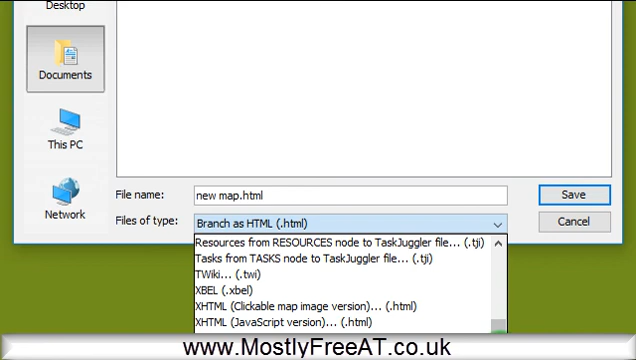 Desktop
Documents
This PC
Network
File name: new map.html Save
Files of type: Branch as HTML (.html) Cancel
Resources from RESOURCES node to TaskJuggler file... (.tji)
Tasks from TASKS node to TaskJuggler file... (.tji)
TWiki... (.twi)
XBEL (.xbel)
XHTML (Clickable map image version)... (.html)
XHTML (JavaScript version)... (.html)
www.MostlyFreeAT.co.uk